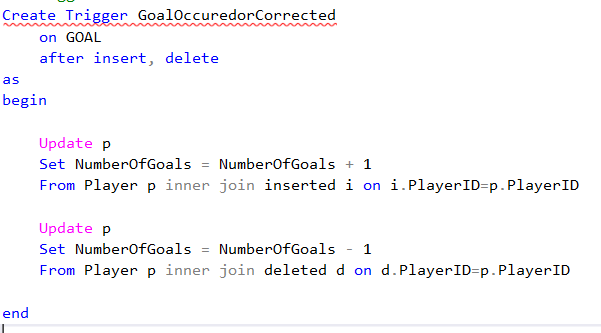 Create Trigger GoalOccuredorCorrected
on GOAL
after insert, delete
as
begin
Update p
Set NumberOfGoals = NumberOfGoals + 1
From Player p inner join inserted i on i.PlayerID=p.PlayerID
Update p
Set NumberOfGoals = NumberOfGoals - 1
From Player p inner join deleted d on d.PlayerID=p.PlayerID
end